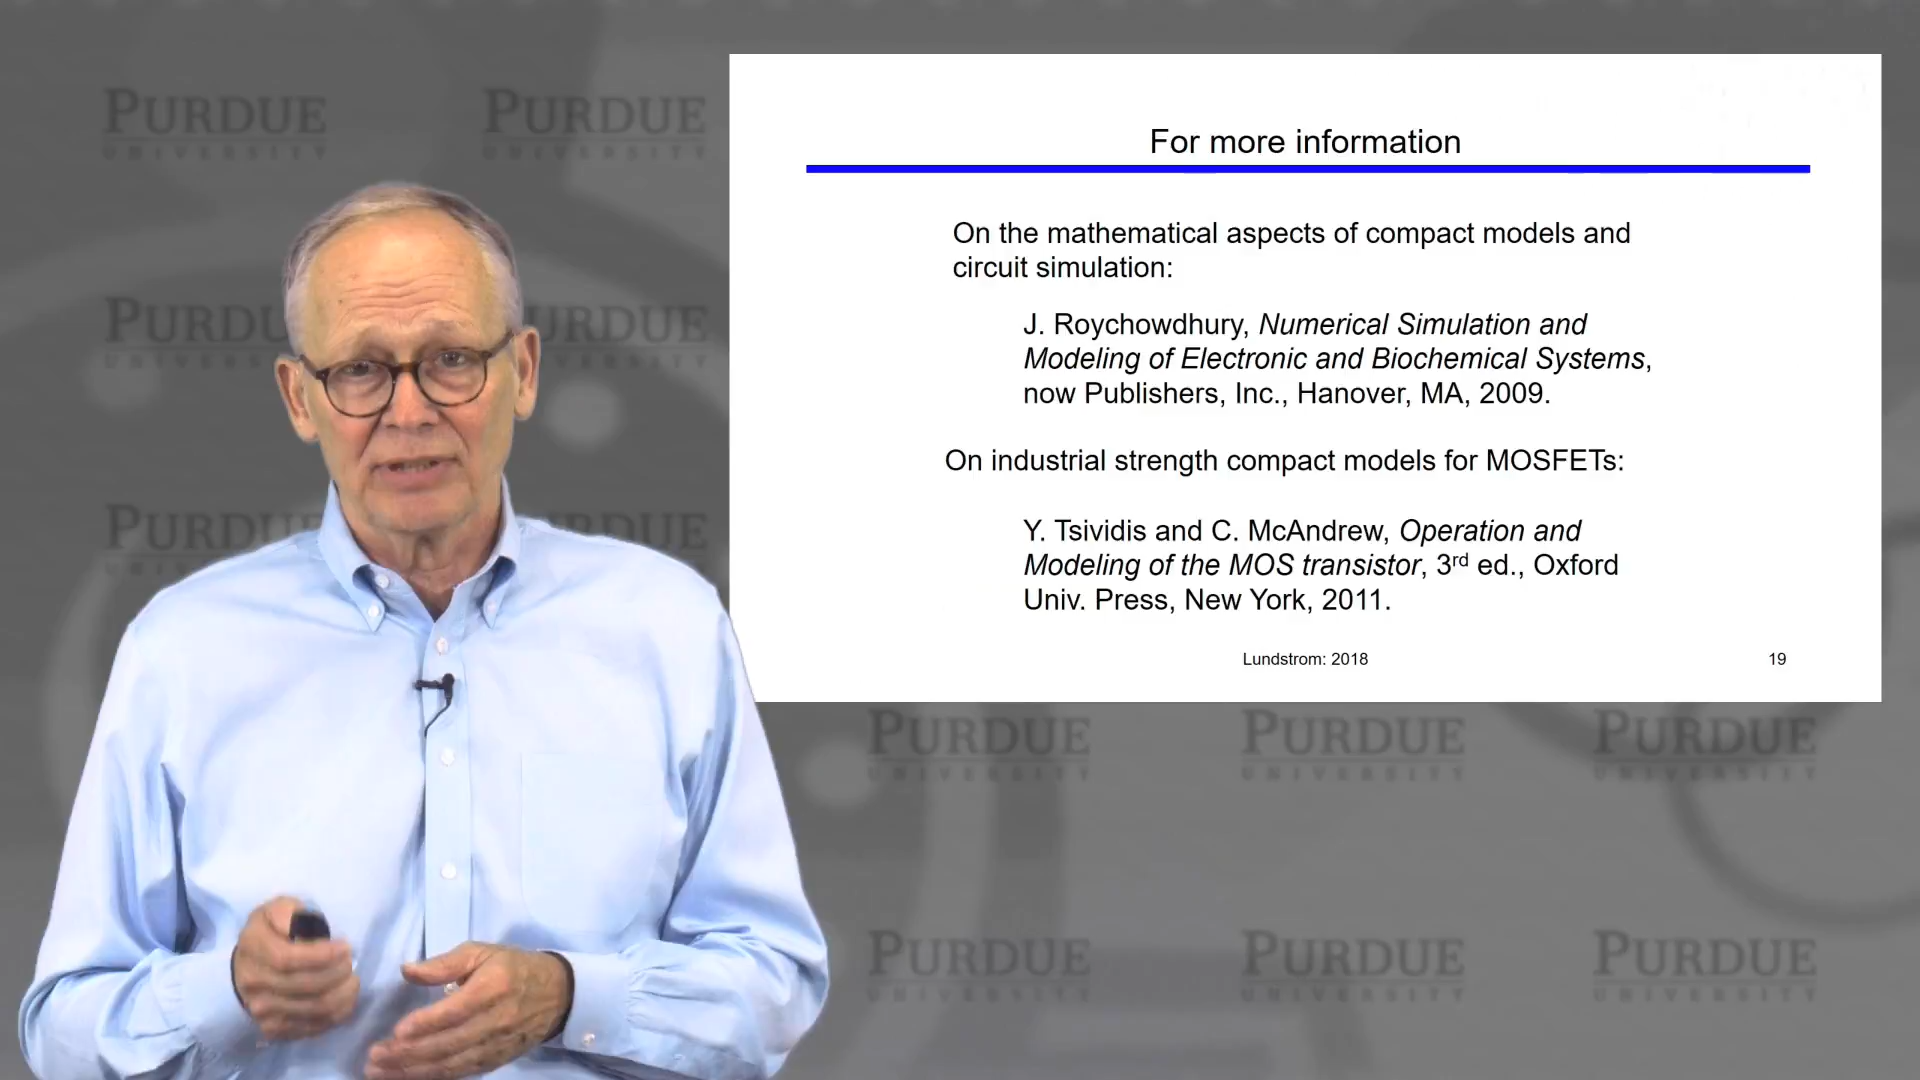 PURDUE
UNIVERSITY
PURDUE
UNIVERSITY
For more information
On the mathematical aspects of compact models and
circuit simulation:
J. Roychowdhury, Numerical Simulation and
Modeling of Electronic and Biochemical Systems,
now Publishers, Inc., Hanover, MA, 2009.
On industrial strength compact models for MOSFETs:
Y. Tsividis and C. McAndrew, Operation and
Modeling of the MOS transistor, 3rd ed., Oxford
Univ. Press, New York, 2011.
Lundstrom: 2018
19
PURDUE
UNIVERSITY
PURDUE
UNIVERSITY
PURDUE
UNIVERSITY
PURDUE
UNIVERSITY
PURDUE
UNIVERSITY
PURDUE
UNIVERSITY